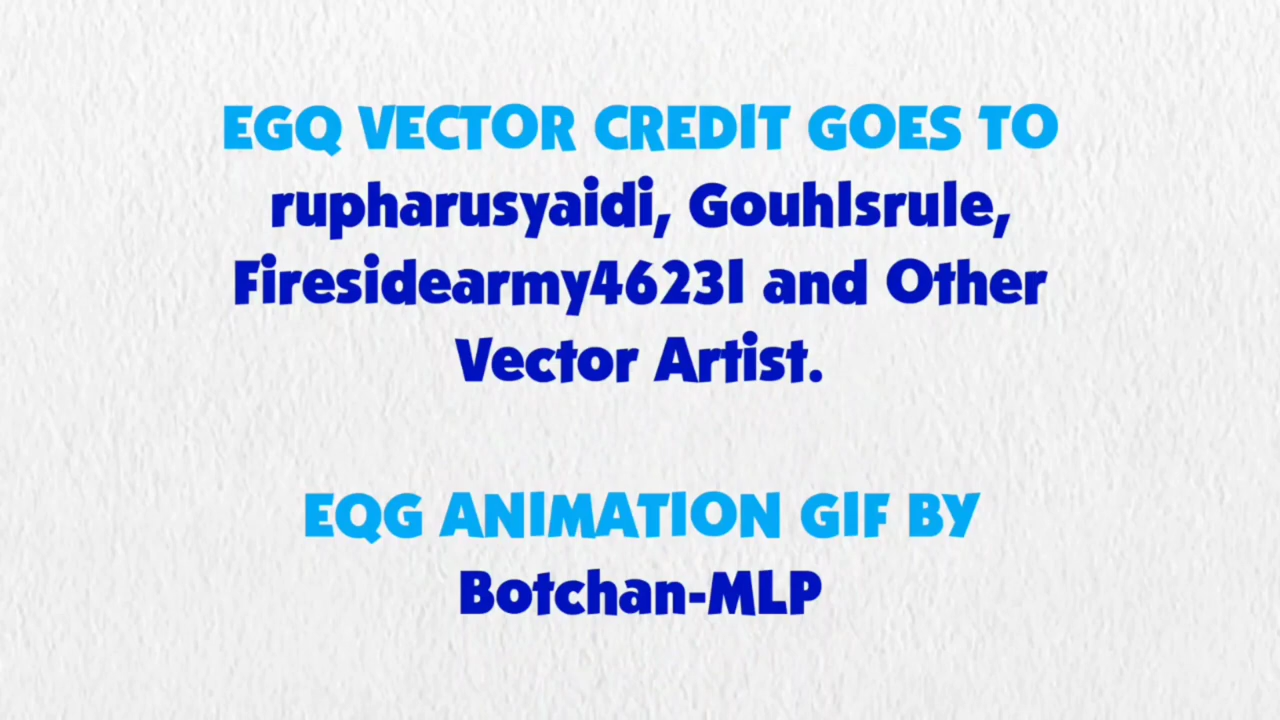 EGQ VECTOR CREDIT GOES TO
rupharusyaidi, Gouhlsrule,
Firesidearmy46231 and Other
Vector Artist.
EQG ANIMATION GIF BY
Botchan-MLP